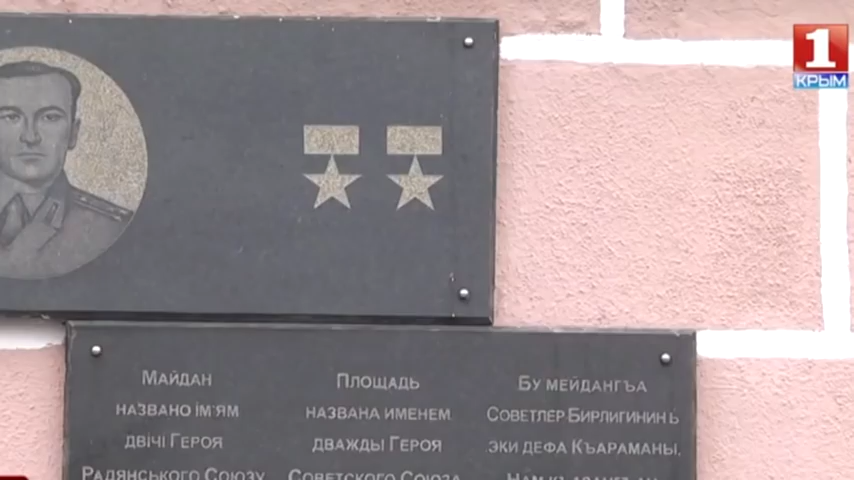 1
КРЫМ
МАЙДАН
НАЗВАНО ІМ'ЯМ
ДВІЧІ ГЕРОЯ
РАДЯНСЬКОГО СОЮЗУ
ПЛОЩАДЬ
НАЗВАНА ИМЕНЕМ
ДВАЖДЫ ГЕРОЯ
СОВЕТСКОГО СОЮЗА
БУ МЕЙДАНГЪА
СОВЕТЛЕР БИРЛИГИНИНЬ
ЭКИ ДЕФА КЪАРАМАНЫ,